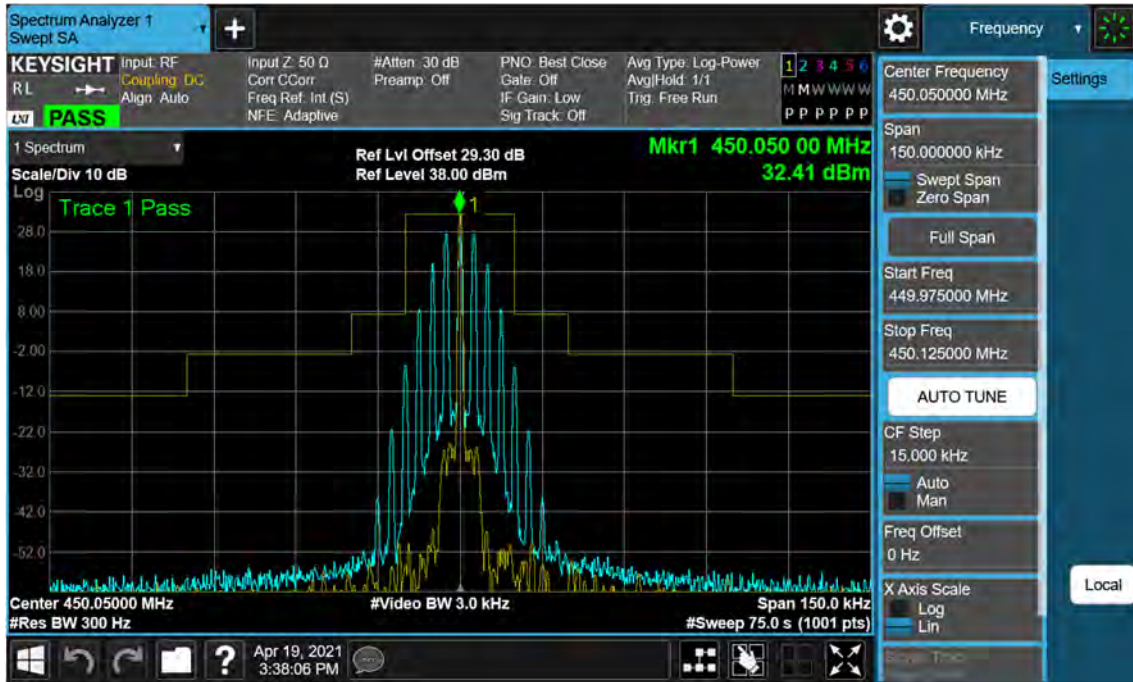 Spectrum Analyzer 1
Swept SA
+
Frequency
KEYSIGHT
R L
LXI PASS
Input: RF
Coupling: DC
Align: Auto
Input Z: 50 Ω
Corr CCorr
Freq Ref: Int (S)
NFE: Adaptive
#Atten: 30 dB
Preamp: Off
PNO: Best Close
Gate: Off
IF Gain: Low
Sig Track: Off
Avg Type: Log-Power
Avg|Hold: 1/1
Trig: Free Run
1 2 3 4 5 6
M M W W W W
P P P P P P
1 Spectrum
Scale/Div 10 dB
Ref Lvl Offset 29.30 dB
Ref Level 38.00 dBm
Mkr1 450.050 00 MHz
32.41 dBm
Log
Trace 1 Pass
1
28.0
18.0
8.00
-2.00
-12.0
-22.0
-32.0
-42.0
-52.0
Center 450.05000 MHz
#Res BW 300 Hz
#Video BW 3.0 kHz
Span 150.0 kHz
#Sweep 75.0 s (1001 pts)
Center Frequency
450.050000 MHz
Settings
Span
150.000000 kHz
Swept Span
Zero Span
Full Span
Start Freq
449.975000 MHz
Stop Freq
450.125000 MHz
AUTO TUNE
CF Step
15.000 kHz
Auto
Man
Freq Offset
0 Hz
X Axis Scale
Log
Lin
Local
?
Apr 19, 2021
3:38:06 PM